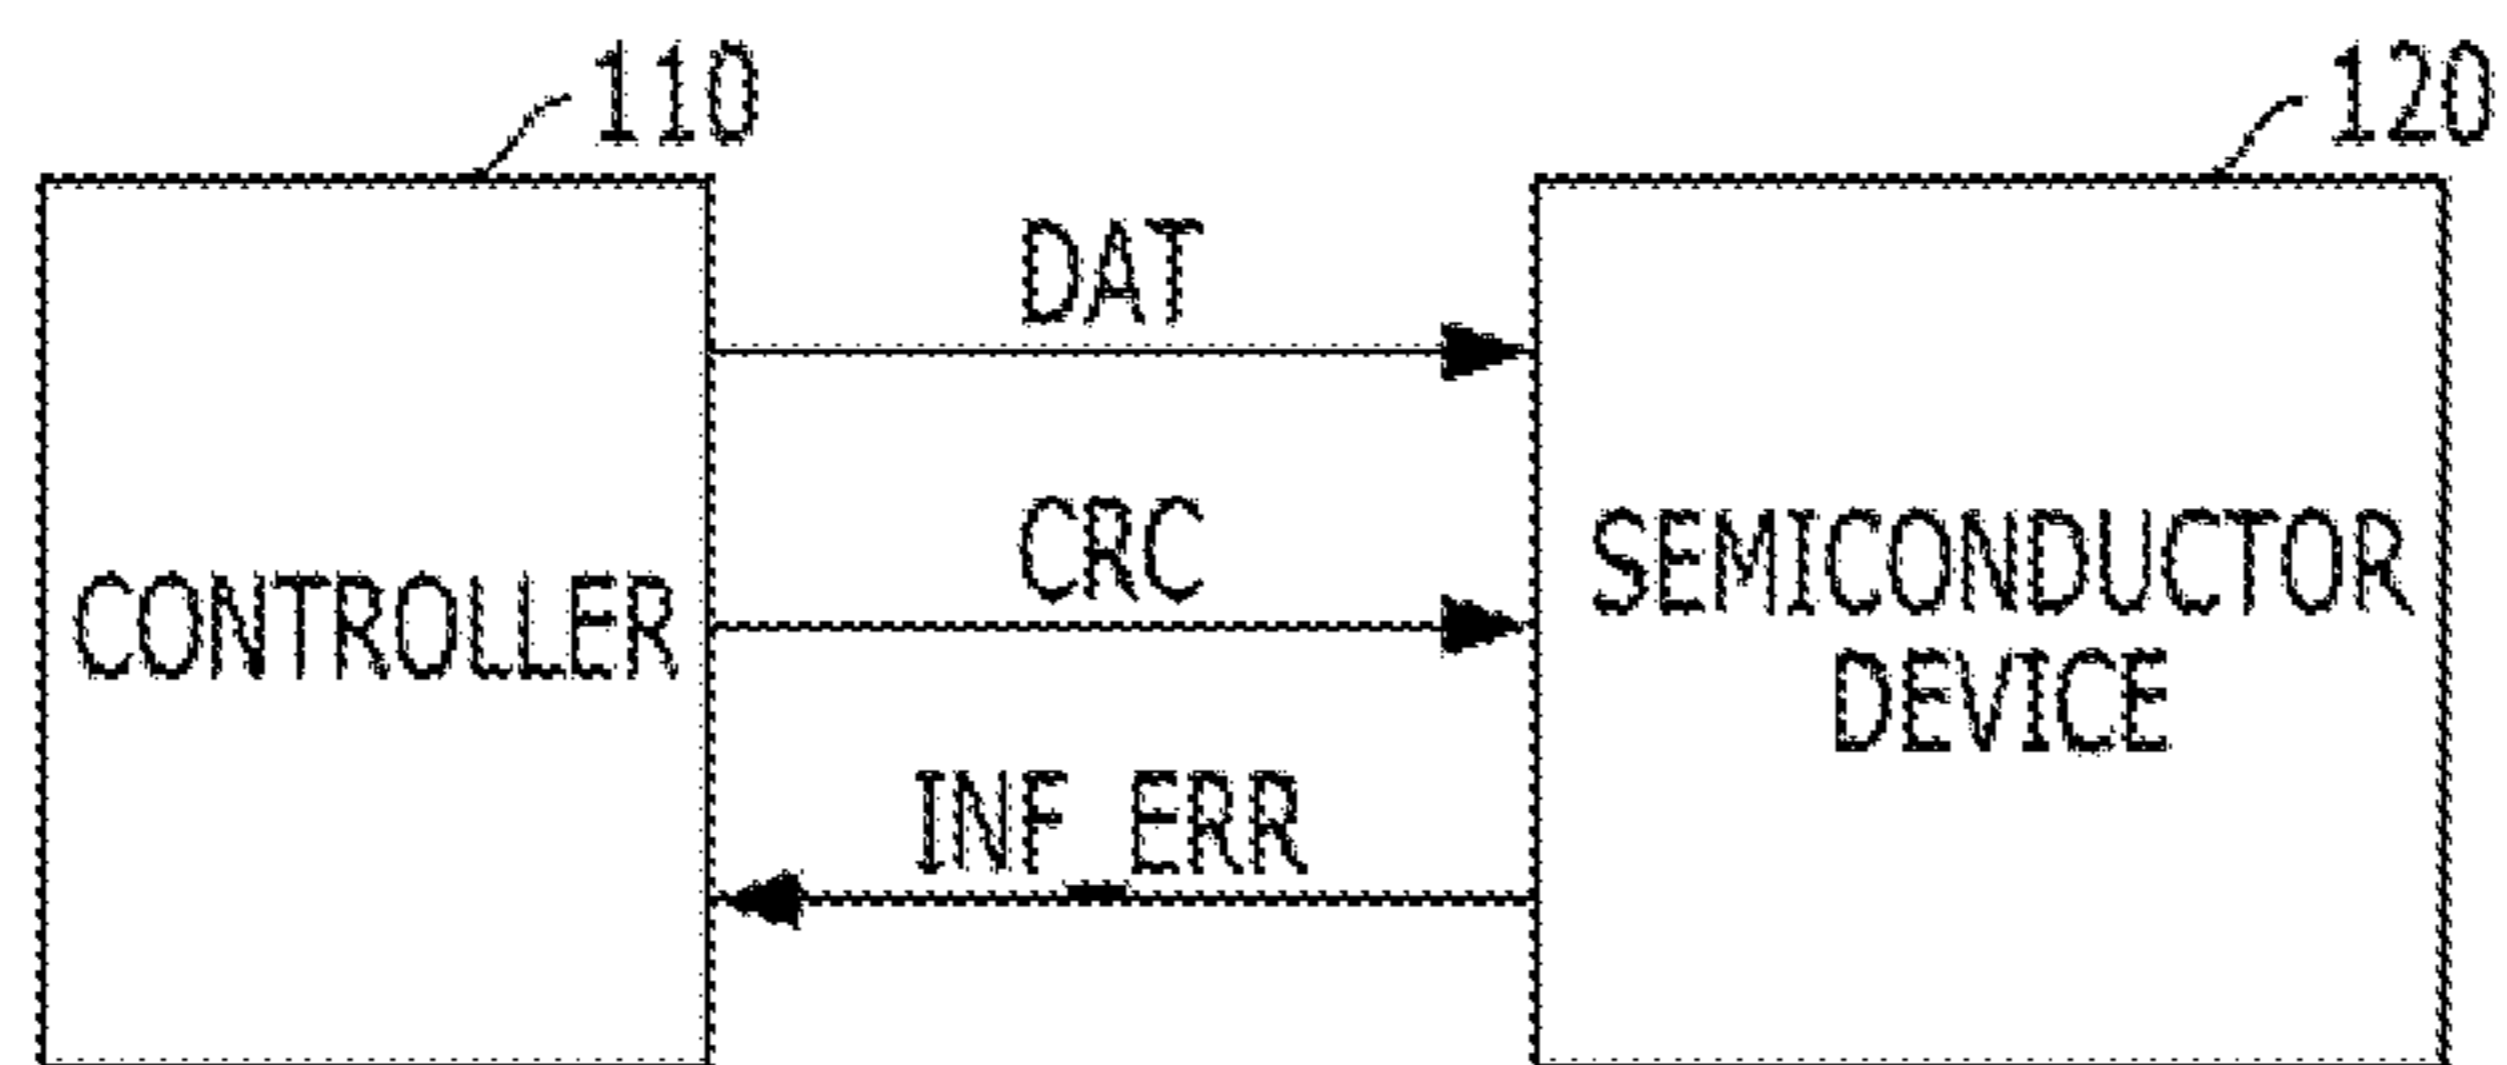 110
120
DAT
CRC
CONTROLLER
SEMICONDUCTOR
DEVICE
INF_ERR